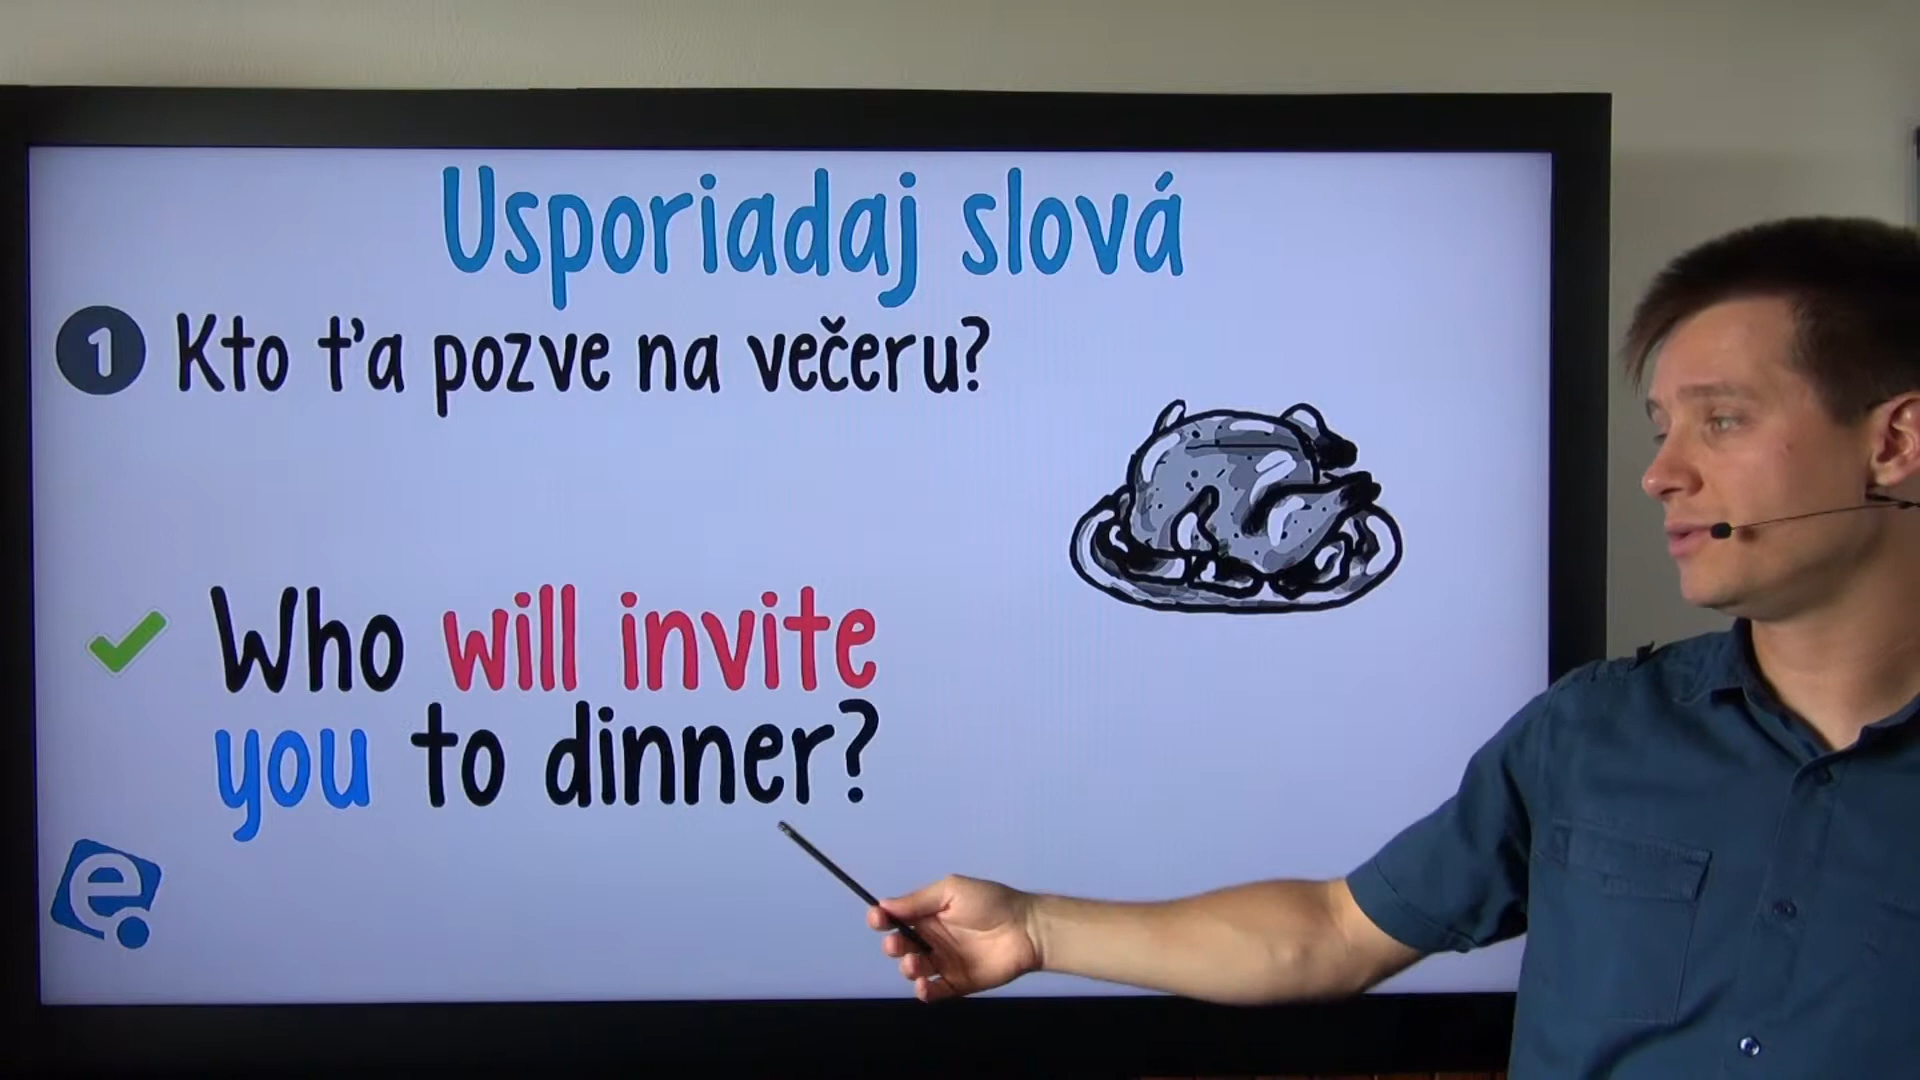 Usporiadaj slová
1 Kto ťa pozve na večeru?
Who will invite
you to dinner?
e